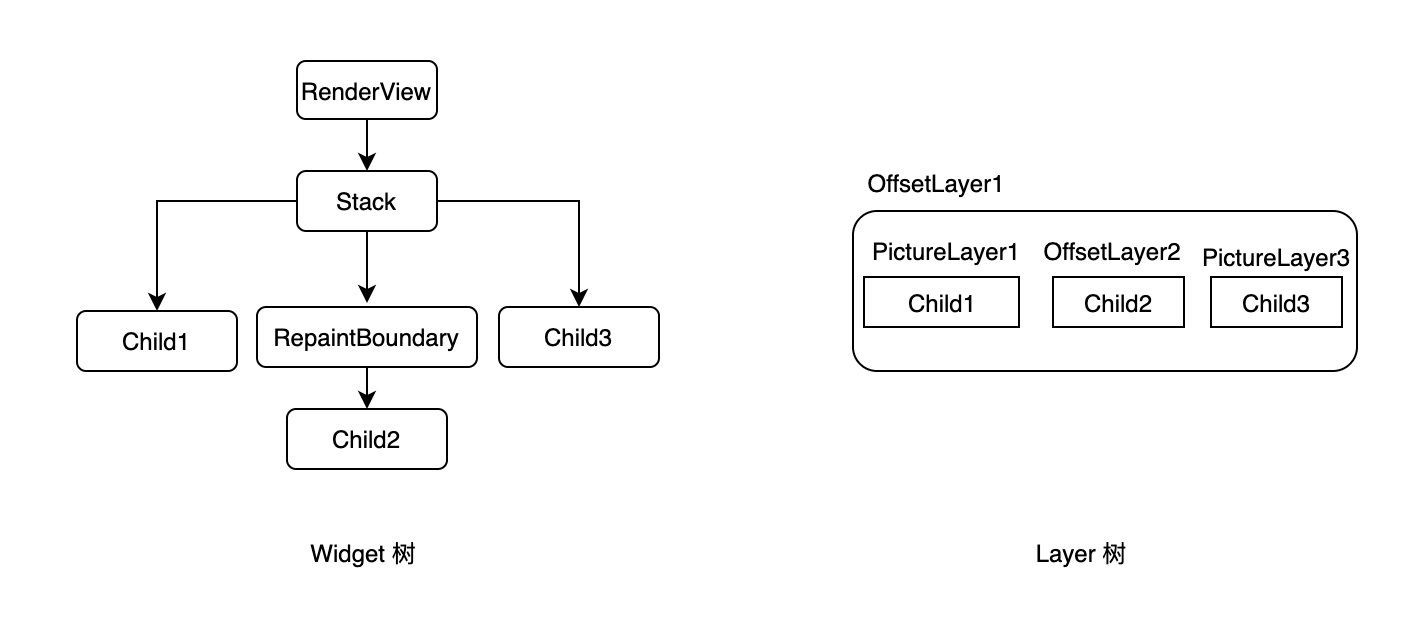 RenderView
Stack
Child1
RepaintBoundary
Child3
Child2
Widget 树
OffsetLayer1
PictureLayer1
OffsetLayer2
PictureLayer3
Child1
Child2
Child3
Layer 树